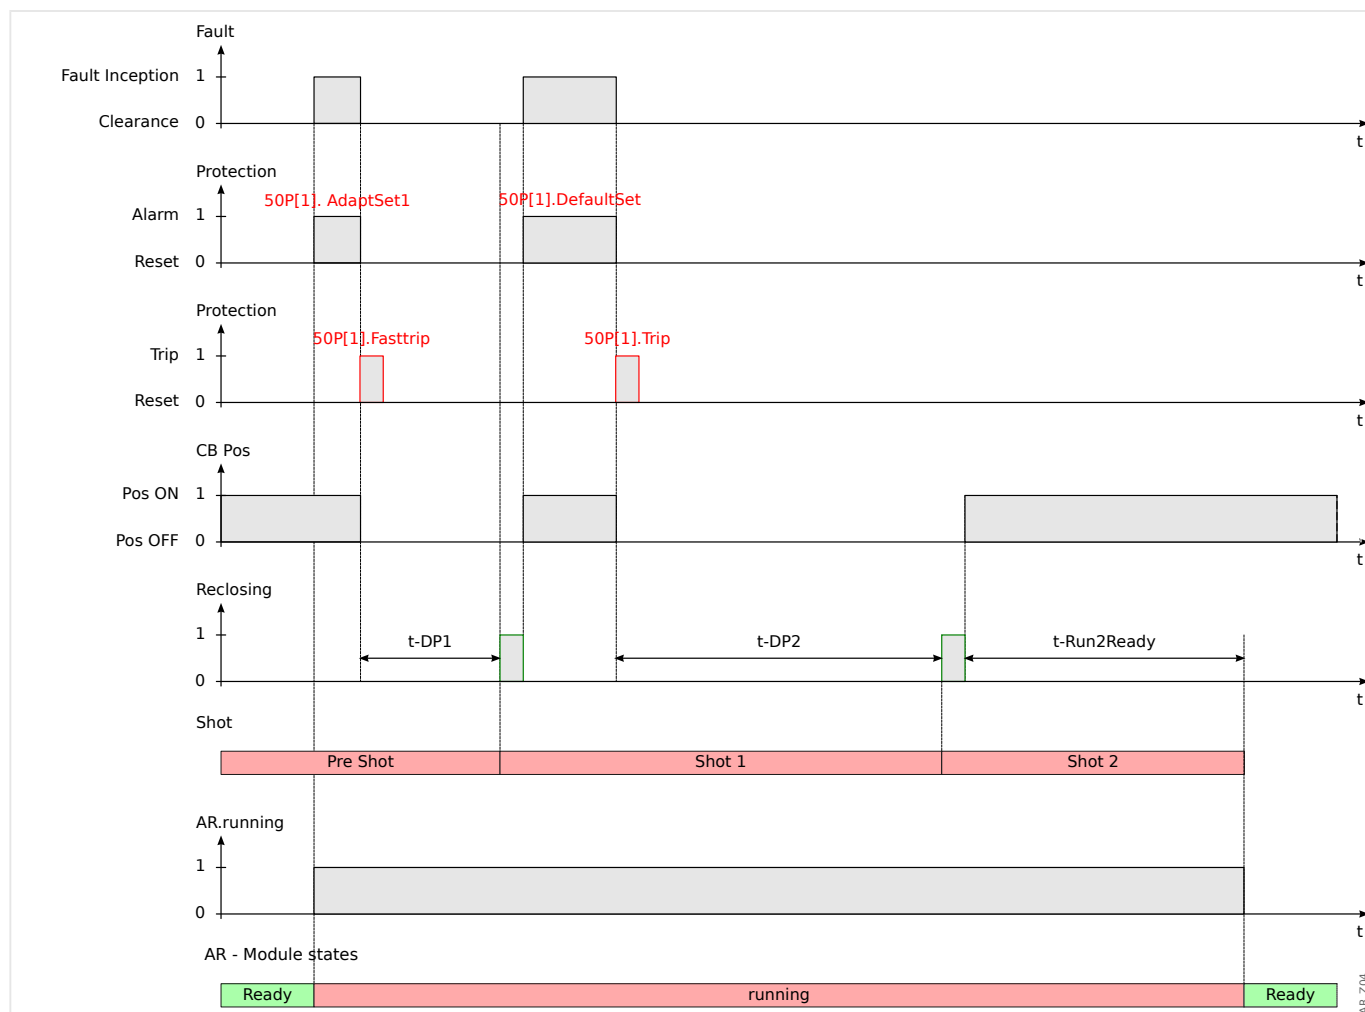 Fault
Fault Inception 1
Clearance 0
t
Protection
50P[1]. AdaptSet1 50P[1].DefaultSet
Alarm 1
Reset 0
t
Protection
50P[1].Fasttrip 50P[1].Trip
Trip 1
Reset 0
t
CB Pos
Pos ON 1
Pos OFF 0
t
Reclosing
1 t-DP1 t-DP2 t-Run2Ready
0
t
Shot
Pre Shot Shot 1 Shot 2
AR.running
1
0
t
AR - Module states
Ready running Ready
AR_Z04